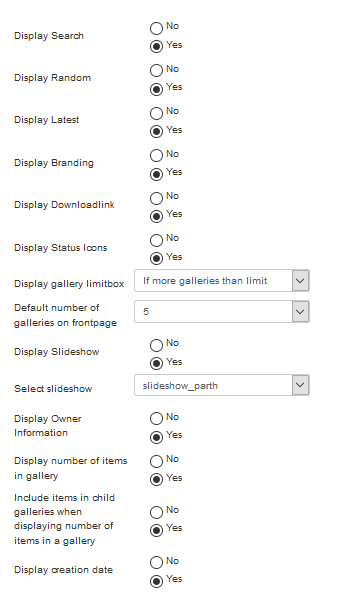 Display Search
No
Yes
Display Random
No
Yes
Display Latest
No
Yes
Display Branding
No
Yes
Display Downloadlink
No
Yes
Display Status Icons
No
Yes
Display gallery limitbox
If more galleries than limit
Default number of
galleries on frontpage
5
Display Slideshow
No
Yes
Select slideshow
slideshow_parth
Display Owner
Information
No
Yes
Display number of items
in gallery
No
Yes
Include items in child
galleries when
displaying number of
items in a gallery
No
Yes
Display creation date
No
Yes